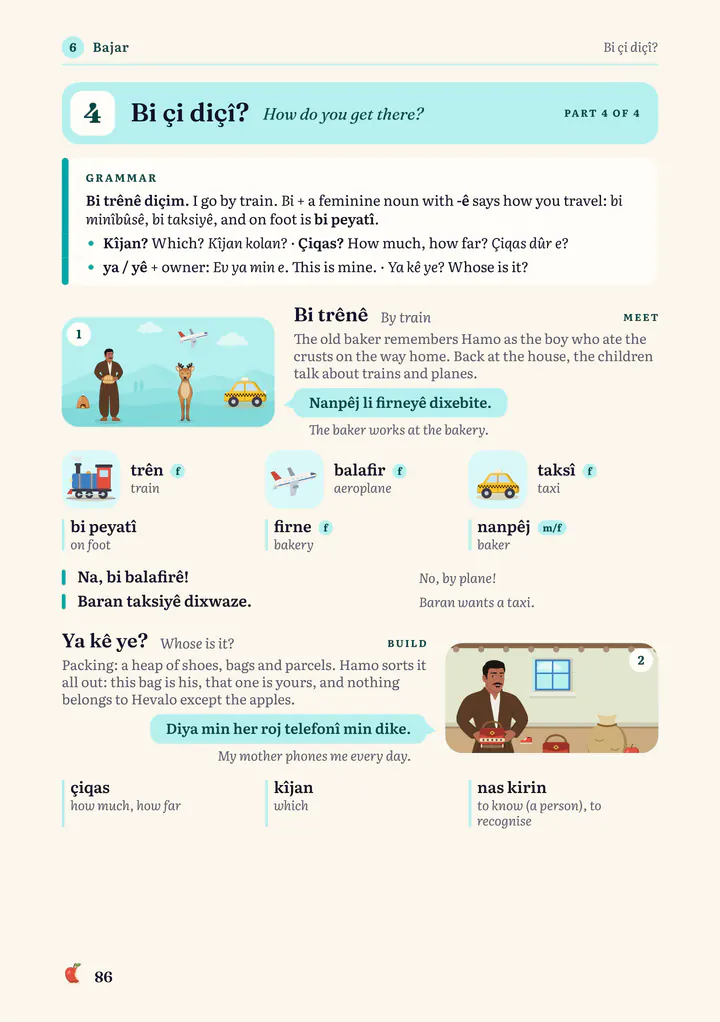 6 Bajar
Bi çi diçî?
4 Bi çi diçî? How do you get there? PART 4 OF 4
GRAMMAR
Bi trênê diçim. I go by train. Bi + a feminine noun with -ê says how you travel: bi
minîbûsê, bi taksiyê, and on foot is bi peyatî.
• Kîjan? Which? Kîjan kolan? · Çiqas? How much, how far? Çiqas dûr e?
• ya / yê + owner: Ev ya min e. This is mine. · Ya kê ye? Whose is it?
1
Bi trênê By train MEET
The old baker remembers Hamo as the boy who ate the
crusts on the way home. Back at the house, the children
talk about trains and planes.
Nanpêj li firneyê dixebite.
The baker works at the bakery.
trên f
train
balafir f
aeroplane
taksî f
taxi
bi peyatî
on foot
firne f
bakery
nanpêj m/f
baker
Na, bi balafirê! No, by plane!
Baran taksiyê dixwaze. Baran wants a taxi.
Ya kê ye? Whose is it? BUILD
Packing: a heap of shoes, bags and parcels. Hamo sorts it
all out: this bag is his, that one is yours, and nothing
belongs to Hevalo except the apples.
Diya min her roj telefonî min dike.
My mother phones me every day.
2
çiqas
how much, how far
kîjan
which
nas kirin
to know (a person), to
recognise
86